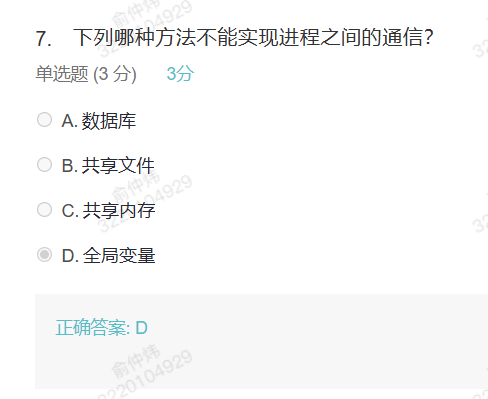 俞仲炜
3220104929
7. 下列哪种方法不能实现进程之间的通信？
单选题 (3 分) 3分
A. 数据库
B. 共享文件
俞仲炜
3220104929
C. 共享内存
D. 全局变量
正确答案: D
俞仲炜
3220104929